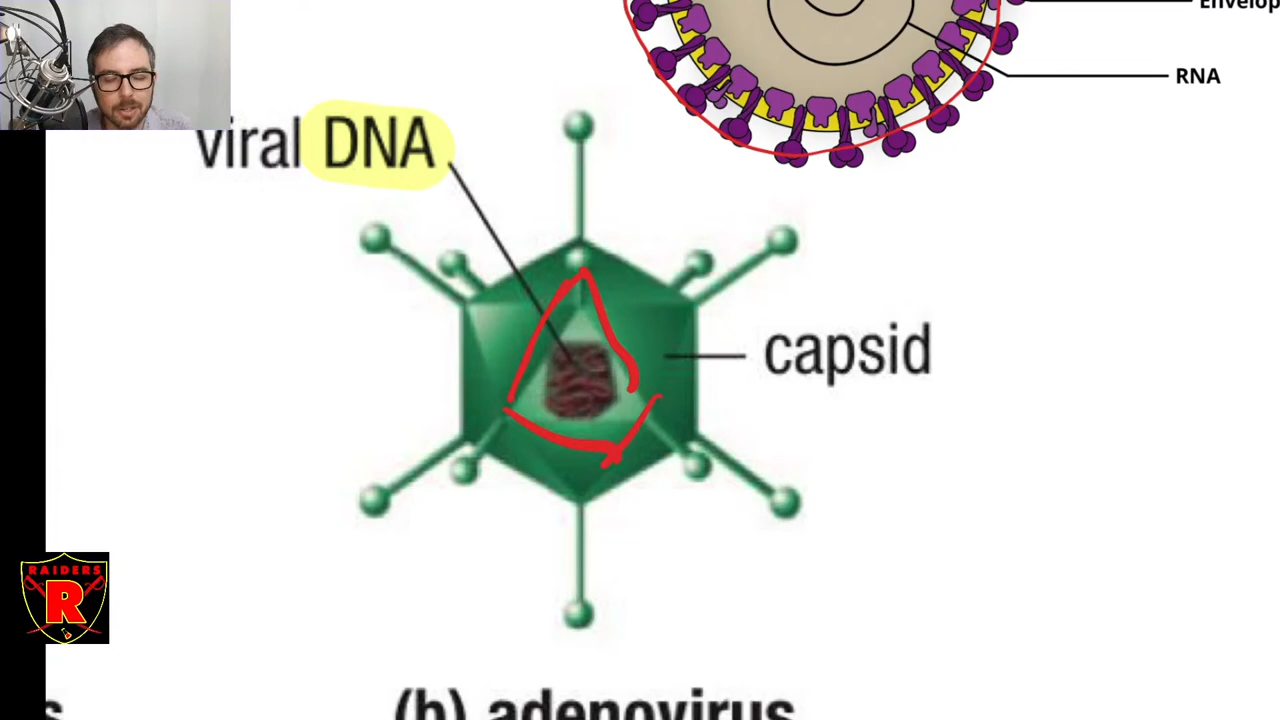 Envelop
RNA
viral DNA
capsid
RAIDERS
R
s
(b) adenovirus